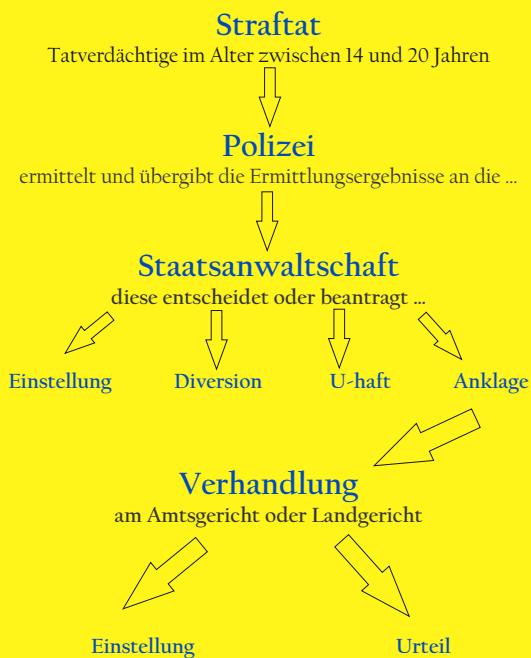 Straftat
Tatverdächtige im Alter zwischen 14 und 20 Jahren
Polizei
ermittelt und übergibt die Ermittlungsergebnisse an die ...
Staatsanwaltschaft
diese entscheidet oder beantragt ...
Einstellung Diversion U-haft Anklage
Verhandlung
am Amtsgericht oder Landgericht
Einstellung Urteil